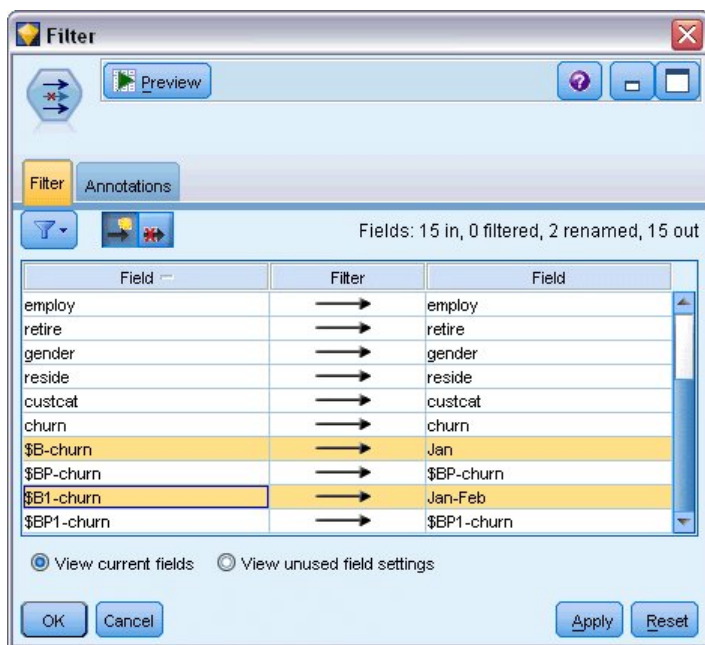 Filter
Preview
Filter Annotations
Fields: 15 in, 0 filtered, 2 renamed, 15 out
Field Filter Field
employ employ
retire retire
gender gender
reside reside
custcat custcat
churn churn
$B-churn Jan
$BP-churn $BP-churn
$B1-churn Jan-Feb
$BP1-churn $BP1-churn
View current fields View unused field settings
OK Cancel Apply Reset